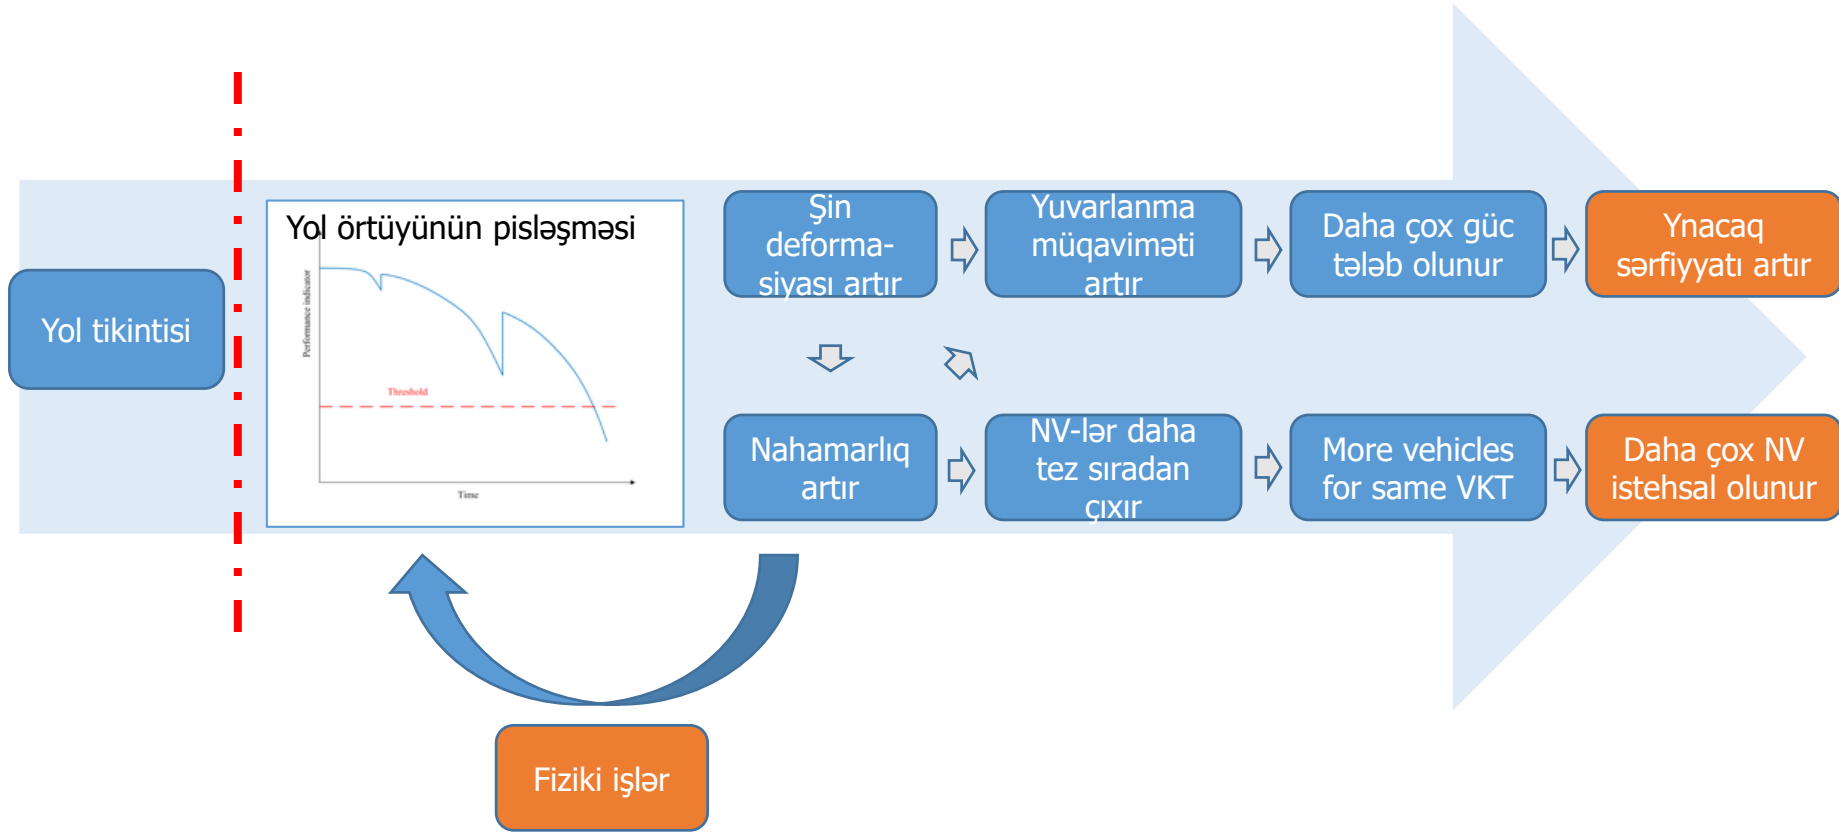 Yol tikintisi
Yol örtüyünün pisləşməsi
Performance indicator
Threshold
Time
Şin
deforma-
siyası artır
Yuvarlanma
müqaviməti
artır
Daha çox güc
tələb olunur
Ynacaq
sərfiyyatı artır
Nahamarlıq
artır
NV-lər daha
tez sıradan
çıxır
More vehicles
for same VKT
Daha çox NV
istehsal olunur
Fiziki işlər